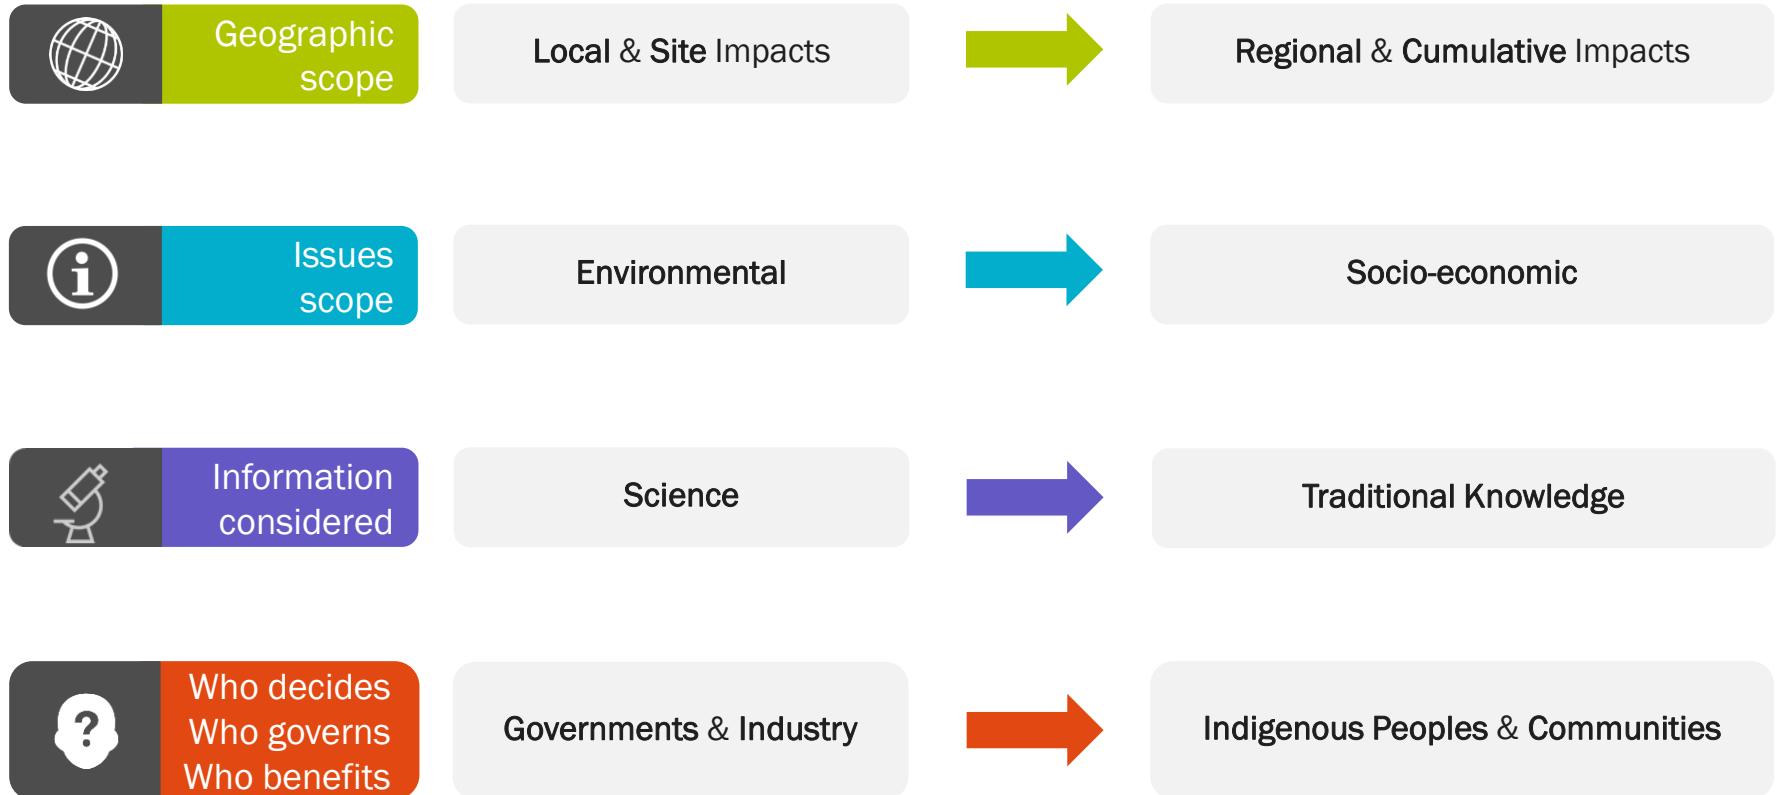 Geographic
scope
Local & Site Impacts
Regional & Cumulative Impacts
Issues
scope
Environmental
Socio-economic
Information
considered
Science
Traditional Knowledge
?
Who decides
Who governs
Who benefits
Governments & Industry
Indigenous Peoples & Communities